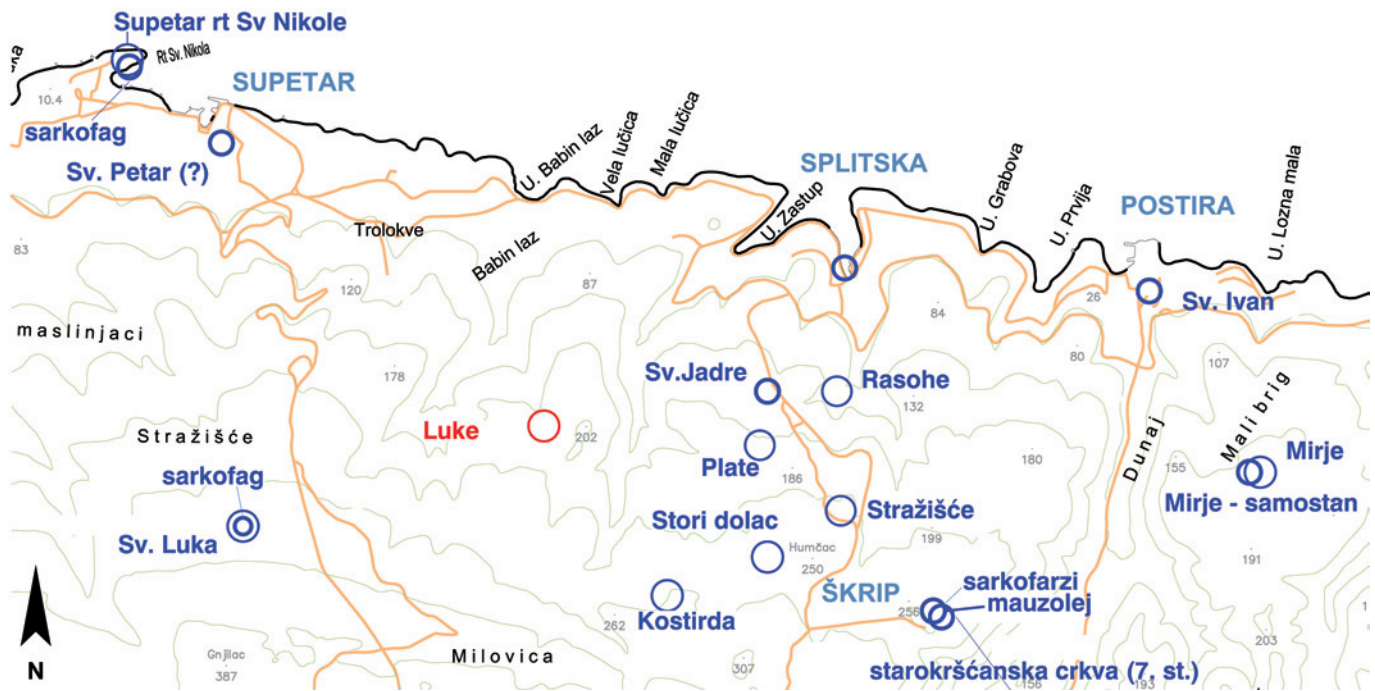 Supetar rt Sv Nikole
Rt Sv. Nikola
SUPETAR
10.4
sarkofag
Sv. Petar (?)
U. Babin laz
Vela lučica
Mala lučica
SPLITSKA
U. Zastup
U. Grabova
U. Prvija
POSTIRA
U. Lozna mala
83
Trolokve
Babin laz
120
87
84
26
Sv. Ivan
maslinjaci
178
80
107
Sv.Jadre
Rasohe
132
Luke
202
Stražišće
Plate
186
180
Dunaj
155
Mali brig
Mirje
sarkofag
Mirje - samostan
Stori dolac
Stražišće
Sv. Luka
Humčac
250
199
191
ŠKRIP
sarkofarzi
256
mauzolej
Kostirda
262
N
Gnjilac
387
Milovica
307
203
starokršćanska crkva (7. st.)
156
193